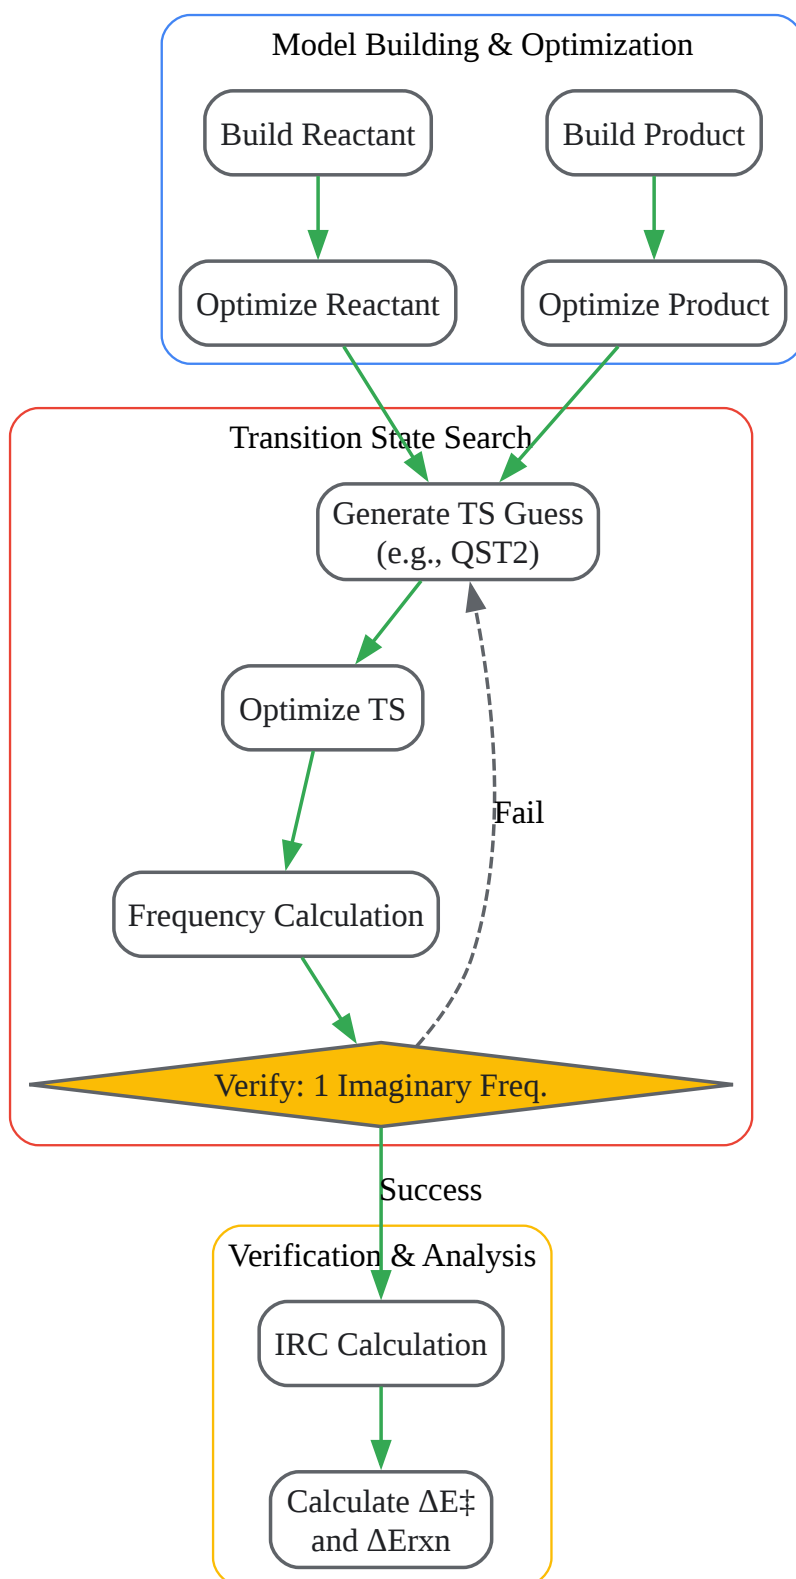 Model Building & Optimization
Build Reactant
Build Product
Optimize Reactant
Optimize Product
Transition State Search
Generate TS Guess
(e.g., QST2)
Optimize TS
Fail
Frequency Calculation
Verify: 1 Imaginary Freq.
Success
Verification & Analysis
IRC Calculation
Calculate ΔE‡
and ΔErxn